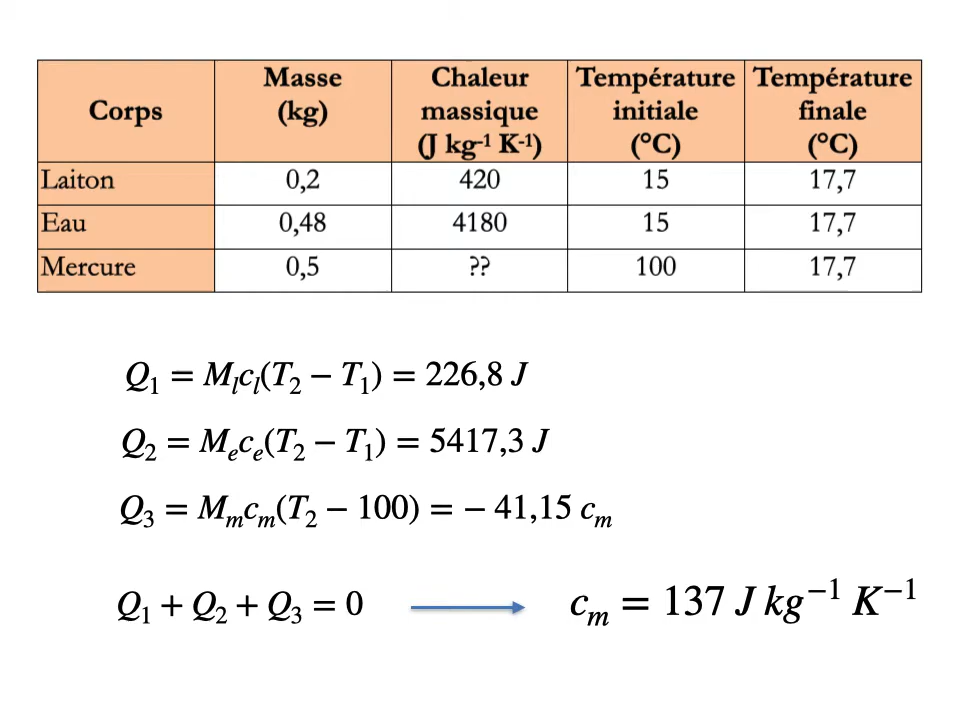 Corps Masse (kg) Chaleur massique (J kg⁻¹ K⁻¹) Température initiale (°C) Température finale (°C)
Laiton 0,2 420 15 17,7
Eau 0,48 4180 15 17,7
Mercure 0,5 ?? 100 17,7
Q₁ = Mₗcₗ(T₂ − T₁) = 226,8 J
Q₂ = Mₑcₑ(T₂ − T₁) = 5417,3 J
Q₃ = Mₘcₘ(T₂ − 100) = − 41,15 cₘ
Q₁ + Q₂ + Q₃ = 0 cₘ = 137 J kg⁻¹ K⁻¹